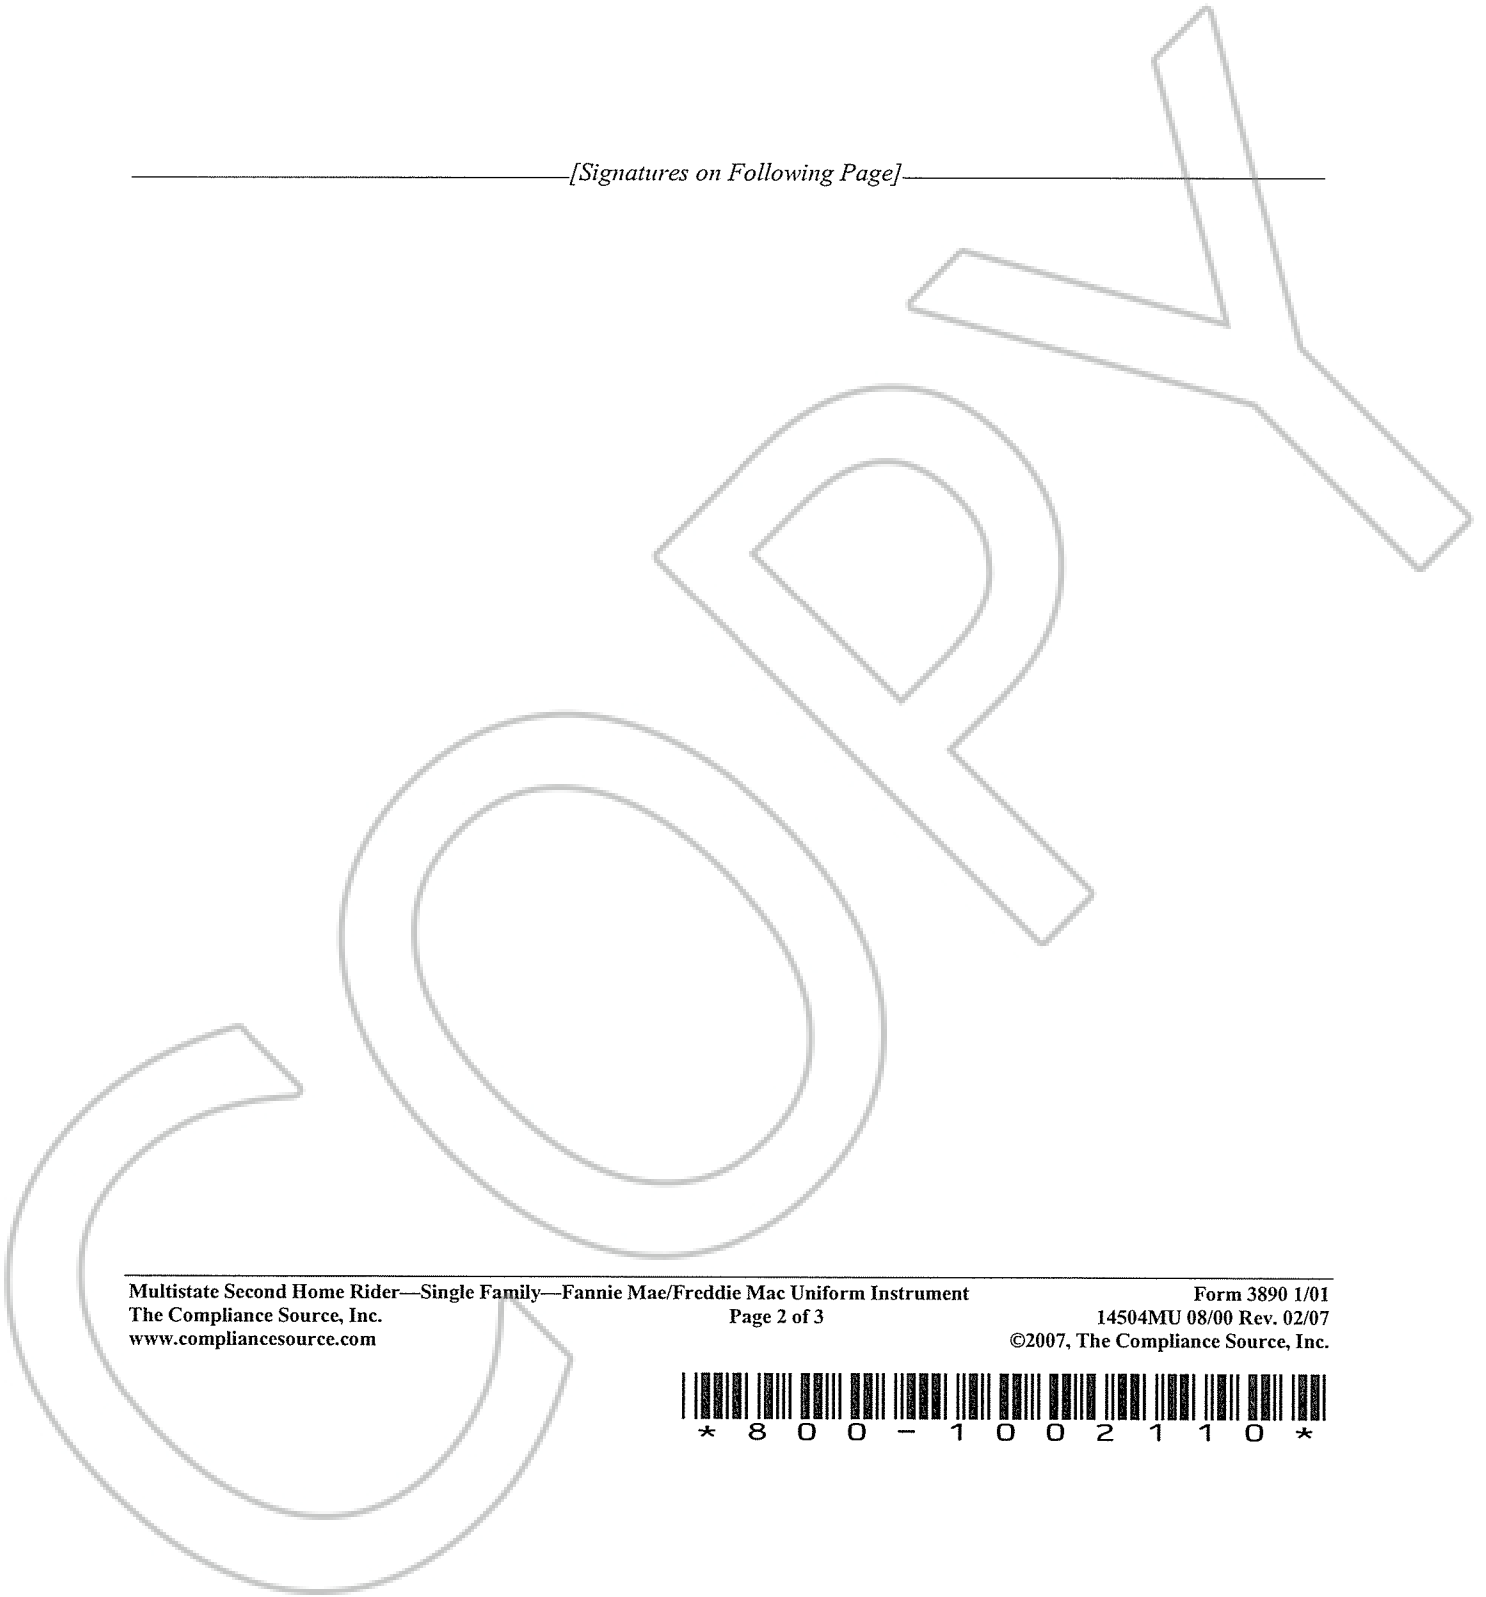 [Signatures on Following Page]
COPY
Multistate Second Home Rider—Single Family—Fannie Mae/Freddie Mac Uniform Instrument Form 3890 1/01
The Compliance Source, Inc. Page 2 of 3 14504MU 08/00 Rev. 02/07
www.compliancesource.com ©2007, The Compliance Source, Inc.
*800-1002110*